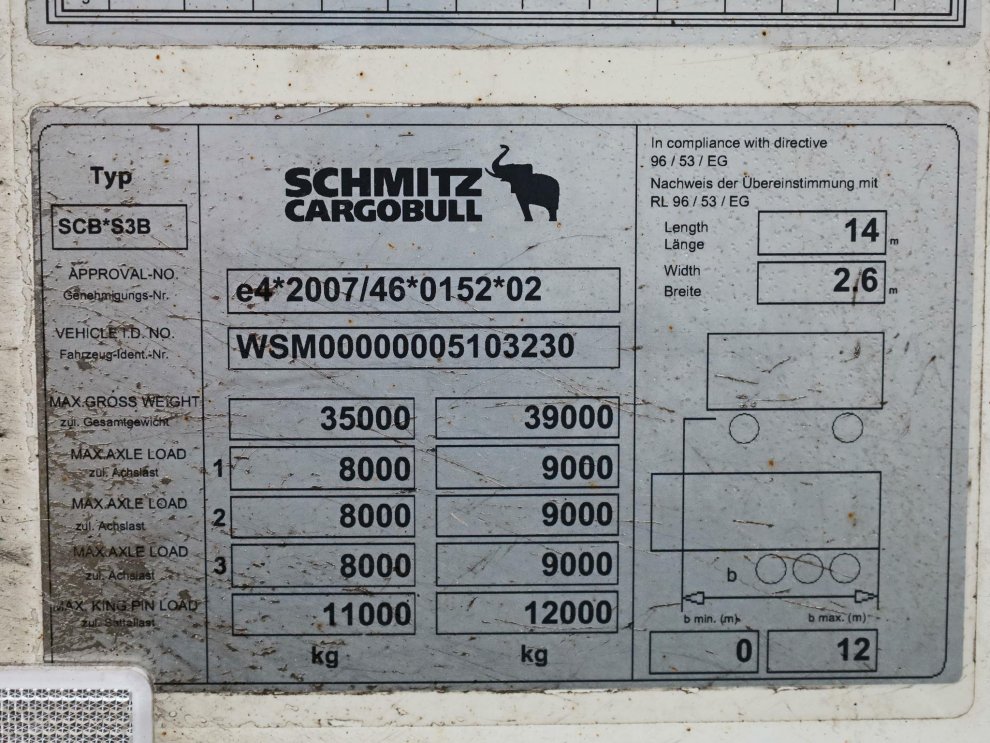 Typ
SCB*S3B
SCHMITZ
CARGOBULL
APPROVAL-NO.
Genehmigungs-Nr.
e4*2007/46*0152*02
VEHICLE I.D. NO.
Fahrzeug-Ident.-Nr.
WSM00000005103230
MAX.GROSS WEIGHT
zul. Gesamtgewicht
35000 39000
MAX.AXLE LOAD
zul. Achslast
1 8000 9000
MAX.AXLE LOAD
zul. Achslast
2 8000 9000
MAX.AXLE LOAD
zul. Achslast
3 8000 9000
MAX. KING PIN LOAD
zul. Sattellast
11000 12000
kg kg
In compliance with directive
96 / 53 / EG
Nachweis der Übereinstimmung mit
RL 96 / 53 / EG
Length
Länge
14 m
Width
Breite
2.6 m
b
b min. (m) b max. (m)
0 12